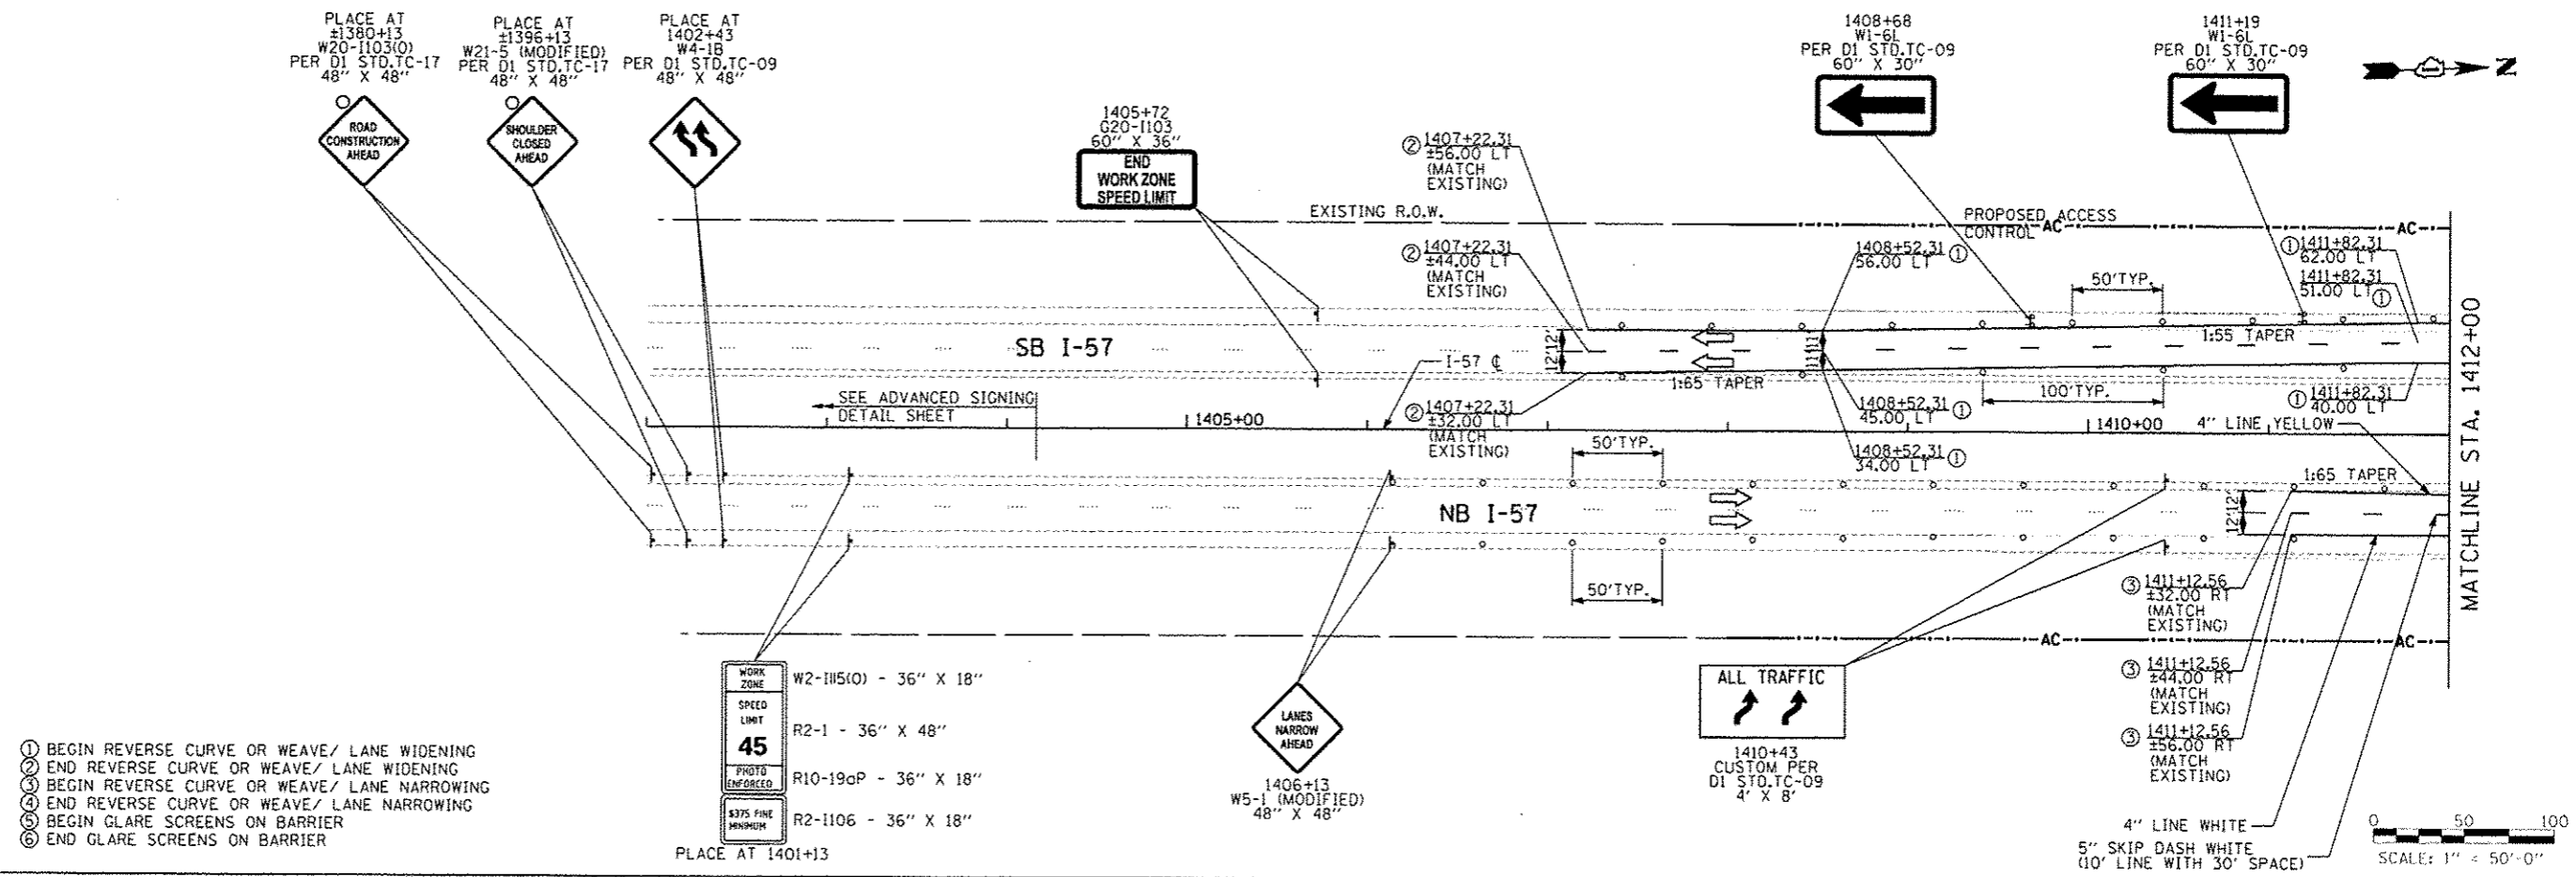 PLACE AT
±1380+13
W20-I103(O)
PER D1 STD.TC-17
48" X 48"
ROAD
CONSTRUCTION
AHEAD
PLACE AT
±1396+13
W21-5 (MODIFIED)
PER D1 STD.TC-17
48" X 48"
SHOULDER
CLOSED
AHEAD
PLACE AT
1402+43
W4-1B
PER D1 STD.TC-09
48" X 48"
1405+72
G20-I103
60" X 36"
END
WORK ZONE
SPEED LIMIT
1408+68
W1-6L
PER D1 STD.TC-09
60" X 30"
1411+19
W1-6L
PER D1 STD.TC-09
60" X 30"
N
② 1407+22.31
±56.00 LT
(MATCH
EXISTING)
EXISTING R.O.W.
PROPOSED ACCESS
CONTROL
AC
AC
② 1407+22.31
±44.00 LT
(MATCH
EXISTING)
1408+52.31 ①
56.00 LT
① 1411+82.31
62.00 LT
1411+82.31
51.00 LT ①
50'TYP.
1:55 TAPER
SB I-57
12' 12'
11' 11'
I-57 ℄
1:65 TAPER
100'TYP.
SEE ADVANCED SIGNING
DETAIL SHEET
② 1407+22.31
±32.00 LT
(MATCH
EXISTING)
1408+52.31 ①
45.00 LT
① 1411+82.31
40.00 LT
1405+00
1410+00
4" LINE YELLOW
50'TYP.
1408+52.31 ①
34.00 LT
1:65 TAPER
NB I-57
12' 12'
MATCHLINE STA. 1412+00
50'TYP.
③ 1411+12.56
±32.00 RT
(MATCH
EXISTING)
AC
AC
③ 1411+12.56
±44.00 RT
(MATCH
EXISTING)
③ 1411+12.56
±56.00 RT
(MATCH
EXISTING)
WORK
ZONE
W2-I115(O) - 36" X 18"
SPEED
LIMIT
45
R2-1 - 36" X 48"
PHOTO
ENFORCED
R10-19aP - 36" X 18"
$375 FINE
MINIMUM
R2-I106 - 36" X 18"
PLACE AT 1401+13
LANES
NARROW
AHEAD
1406+13
W5-1 (MODIFIED)
48" X 48"
ALL TRAFFIC
1410+43
CUSTOM PER
D1 STD.TC-09
4' X 8'
4" LINE WHITE
5" SKIP DASH WHITE
(10' LINE WITH 30' SPACE)
① BEGIN REVERSE CURVE OR WEAVE/ LANE WIDENING
② END REVERSE CURVE OR WEAVE/ LANE WIDENING
③ BEGIN REVERSE CURVE OR WEAVE/ LANE NARROWING
④ END REVERSE CURVE OR WEAVE/ LANE NARROWING
⑤ BEGIN GLARE SCREENS ON BARRIER
⑥ END GLARE SCREENS ON BARRIER
0 50 100
SCALE: 1" = 50'-0"